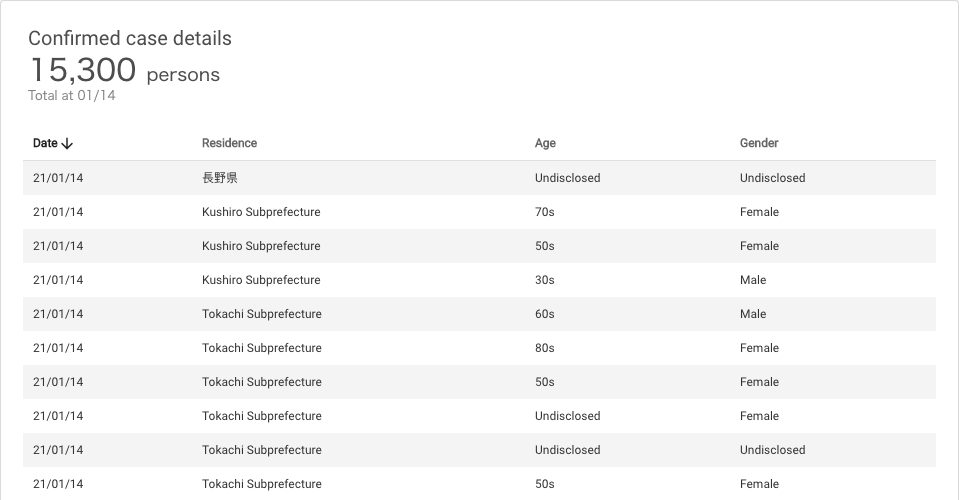 Confirmed case details
15,300 persons
Total at 01/14
Date ↓ Residence Age Gender
21/01/14 長野県 Undisclosed Undisclosed
21/01/14 Kushiro Subprefecture 70s Female
21/01/14 Kushiro Subprefecture 50s Female
21/01/14 Kushiro Subprefecture 30s Male
21/01/14 Tokachi Subprefecture 60s Male
21/01/14 Tokachi Subprefecture 80s Female
21/01/14 Tokachi Subprefecture 50s Female
21/01/14 Tokachi Subprefecture Undisclosed Female
21/01/14 Tokachi Subprefecture Undisclosed Undisclosed
21/01/14 Tokachi Subprefecture 50s Female